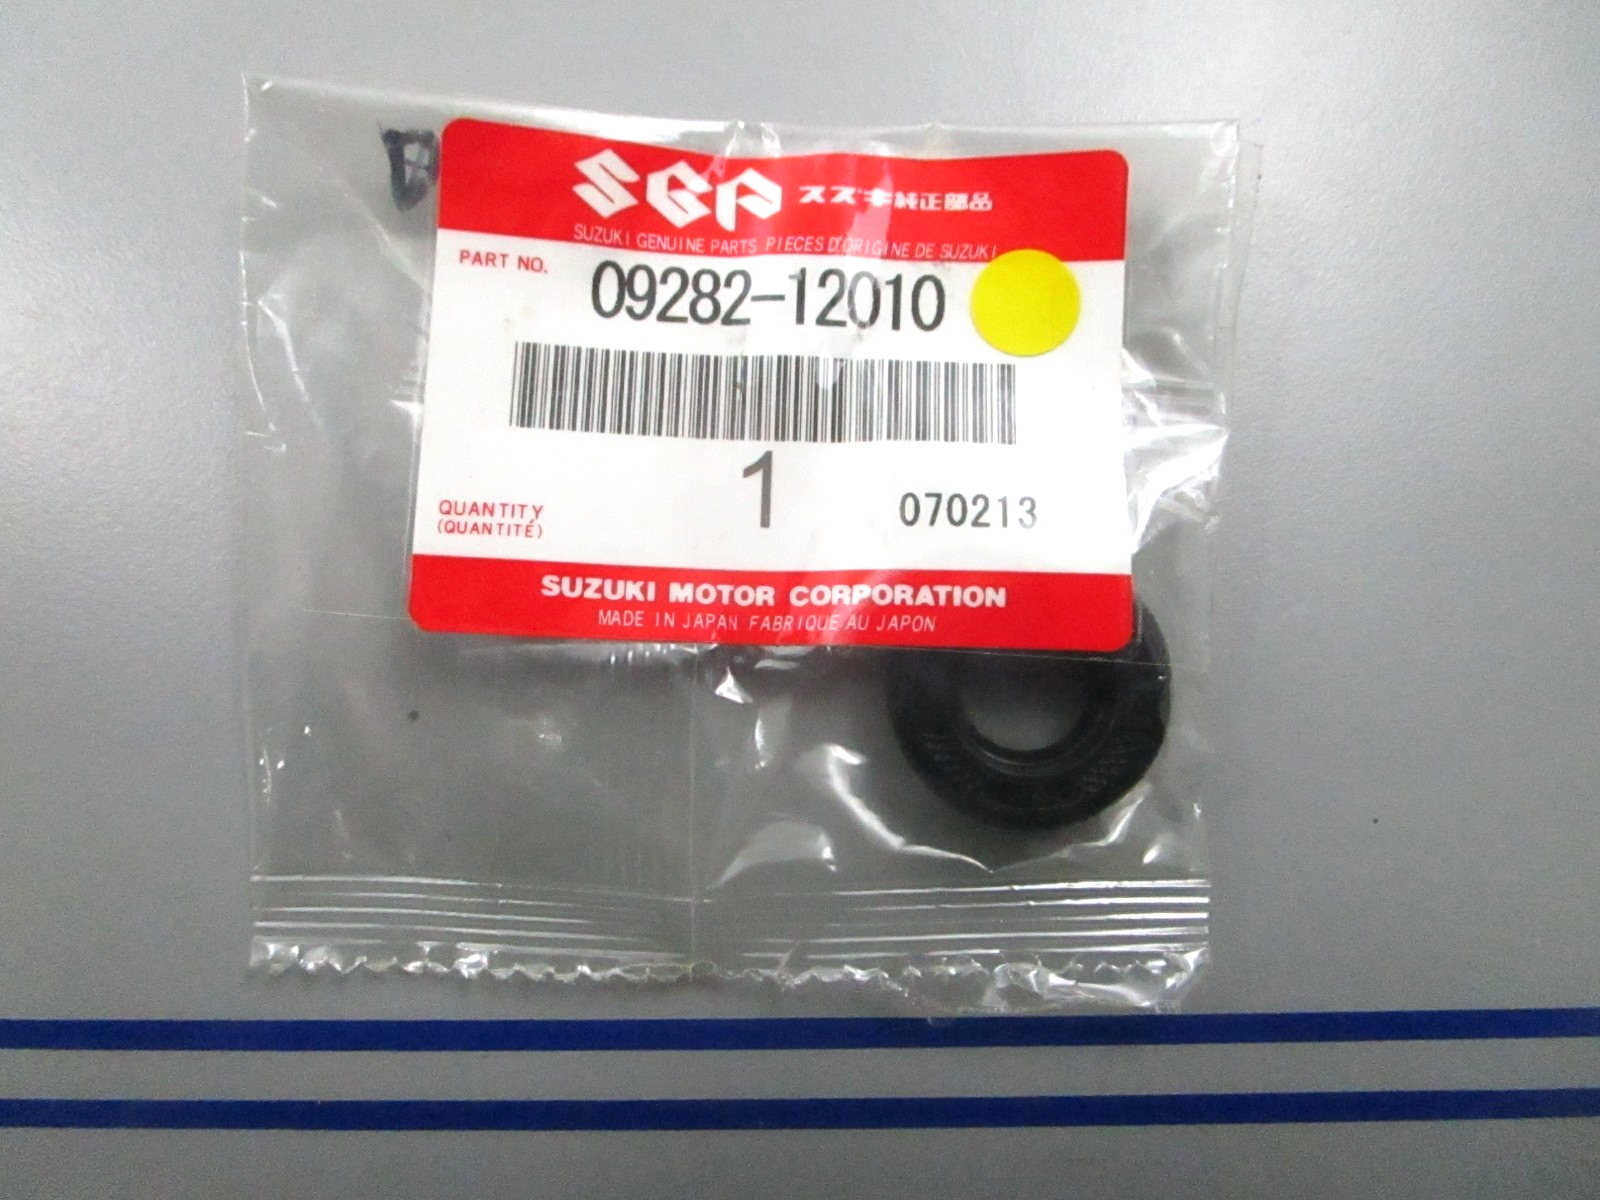 SGP スズキ純正部品
SUZUKI GENUINE PARTS PIECES D'ORIGINE DE SUZUKI
PART NO. 09282-12010
1
QUANTITY 070213
(QUANTITÉ)
SUZUKI MOTOR CORPORATION
MADE IN JAPAN FABRIQUE AU JAPON